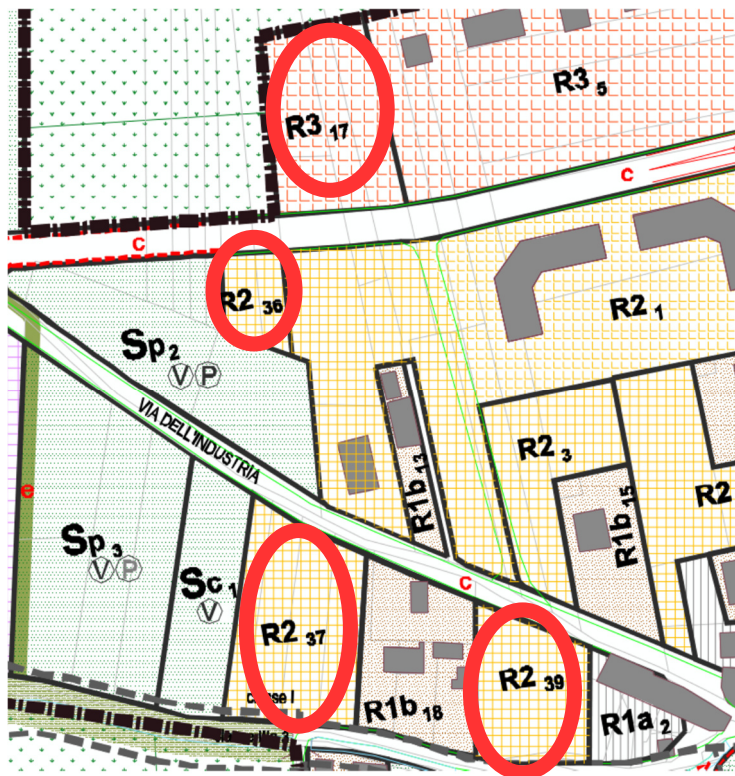 R3 17
R3 5
c
c
R2 36
R2 1
Sp 2
V P
VIA DELL'INDUSTRIA
R2 3
R1b 13
R2
R1b 15
e
Sp 3
V P
Sc 1
V
c
R2 37
R2 39
R1b 18
R1a 2